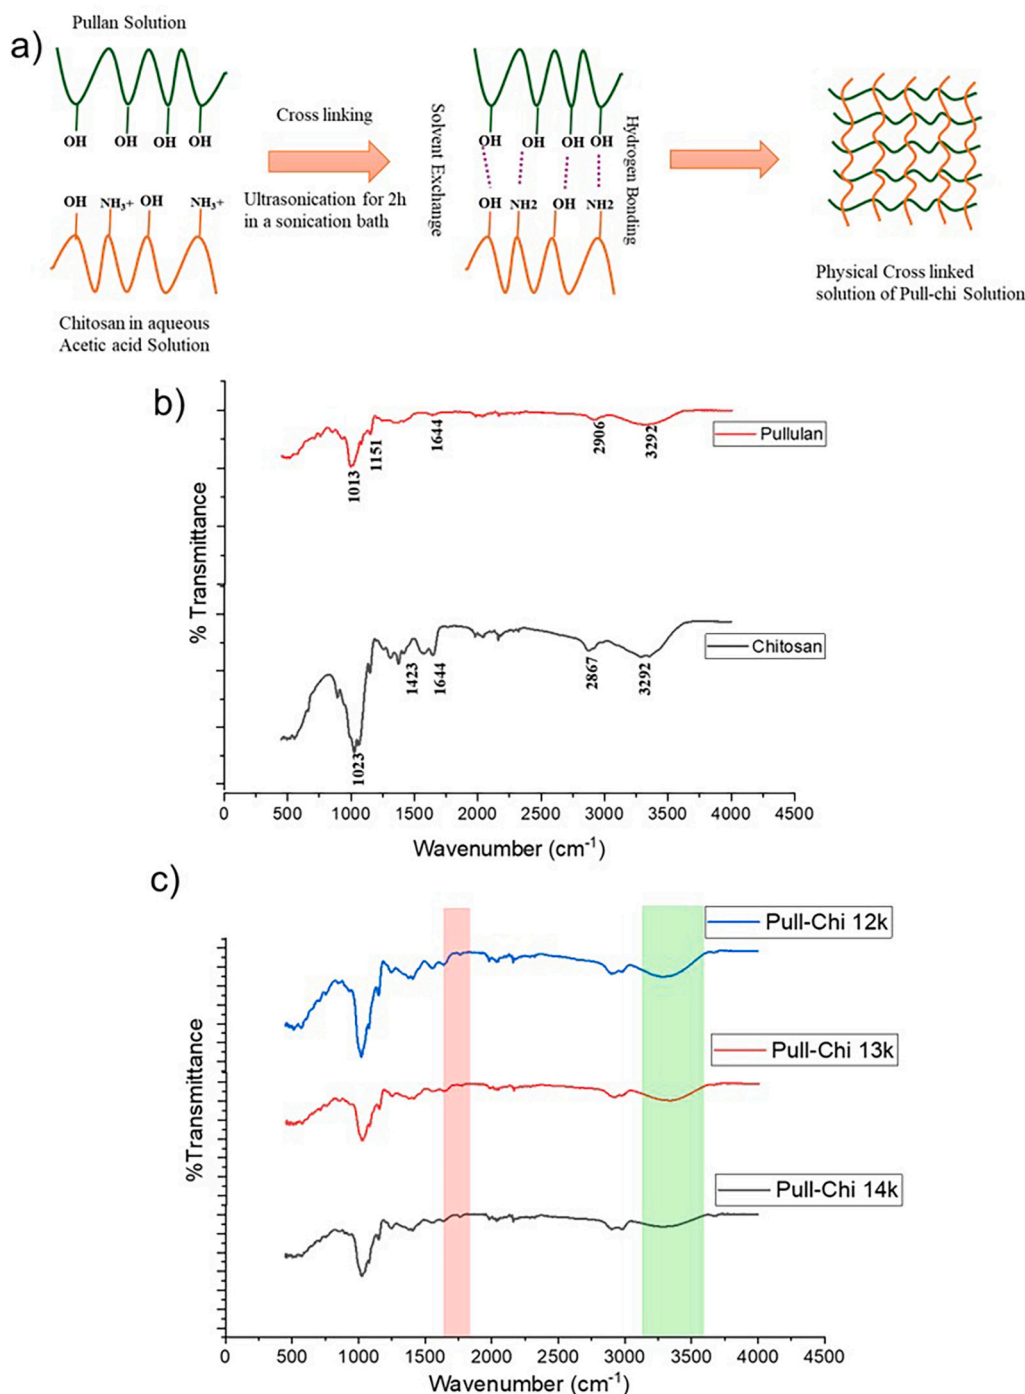 a)
Pullan Solution
OH OH OH OH
OH NH₃+ OH NH₃+
Chitosan in aqueous
Acetic acid Solution
Cross linking
Ultrasonication for 2h
in a sonication bath
Solvent Exchange
OH OH OH OH
OH NH2 OH NH2
Hydrogen Bonding
Physical Cross linked
solution of Pull-chi Solution
b)
% Transmittance
1013
1151
1644
2906
3292
Pullulan
1023
1423
1644
2867
3292
Chitosan
0 500 1000 1500 2000 2500 3000 3500 4000 4500
Wavenumber (cm⁻¹)
c)
%Transmittance
Pull-Chi 12k
Pull-Chi 13k
Pull-Chi 14k
0 500 1000 1500 2000 2500 3000 3500 4000 4500
Wavenumber (cm⁻¹)